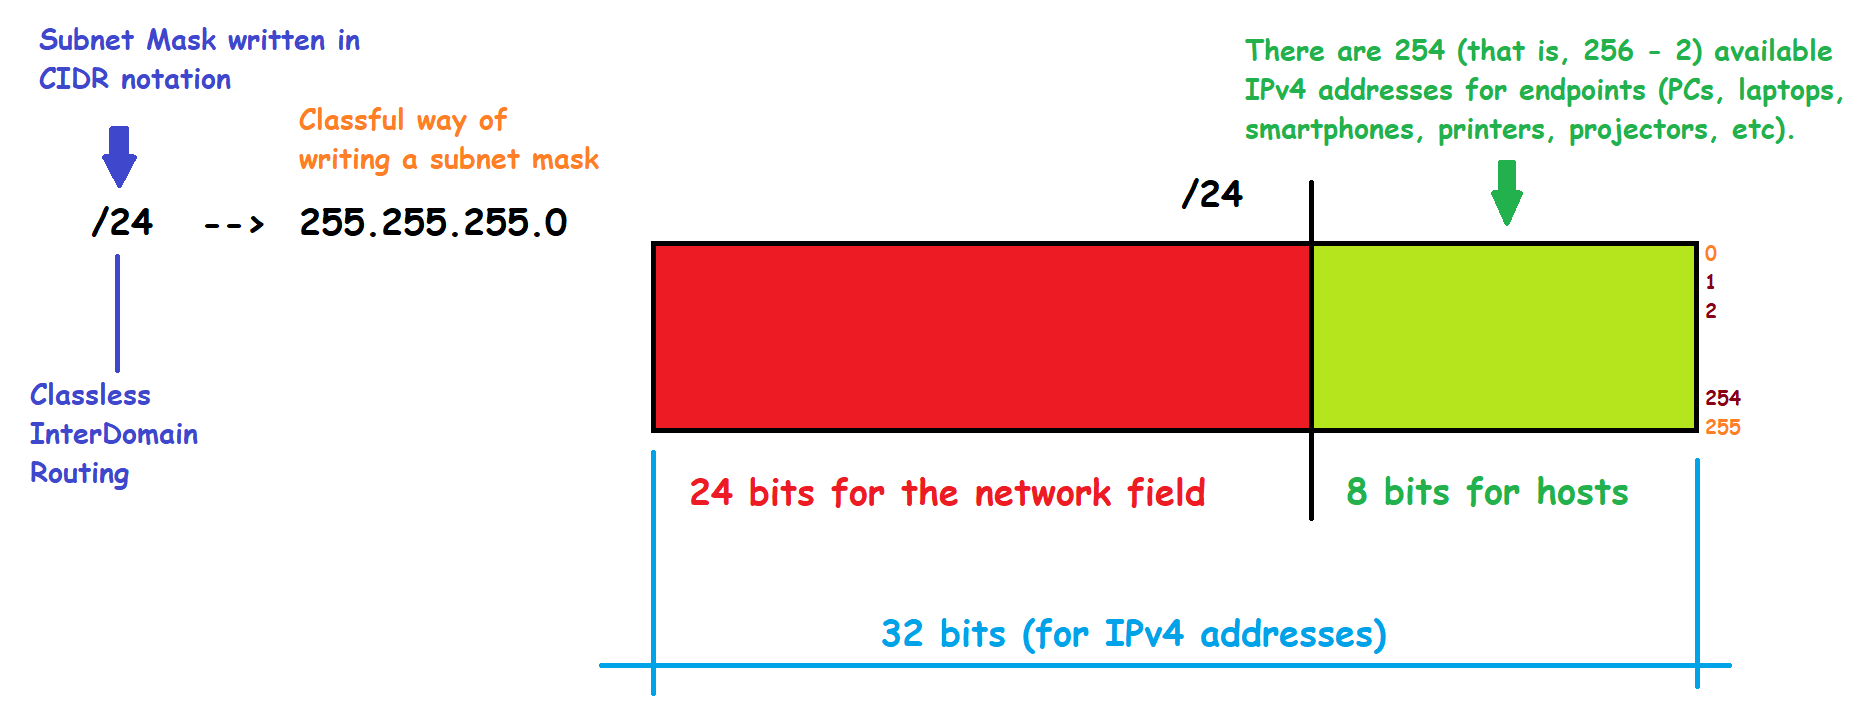 Subnet Mask written in
CIDR notation
Classful way of
writing a subnet mask
/24 --> 255.255.255.0
Classless
InterDomain
Routing
There are 254 (that is, 256 - 2) available
IPv4 addresses for endpoints (PCs, laptops,
smartphones, printers, projectors, etc).
/24
0
1
2
254
255
24 bits for the network field
8 bits for hosts
32 bits (for IPv4 addresses)